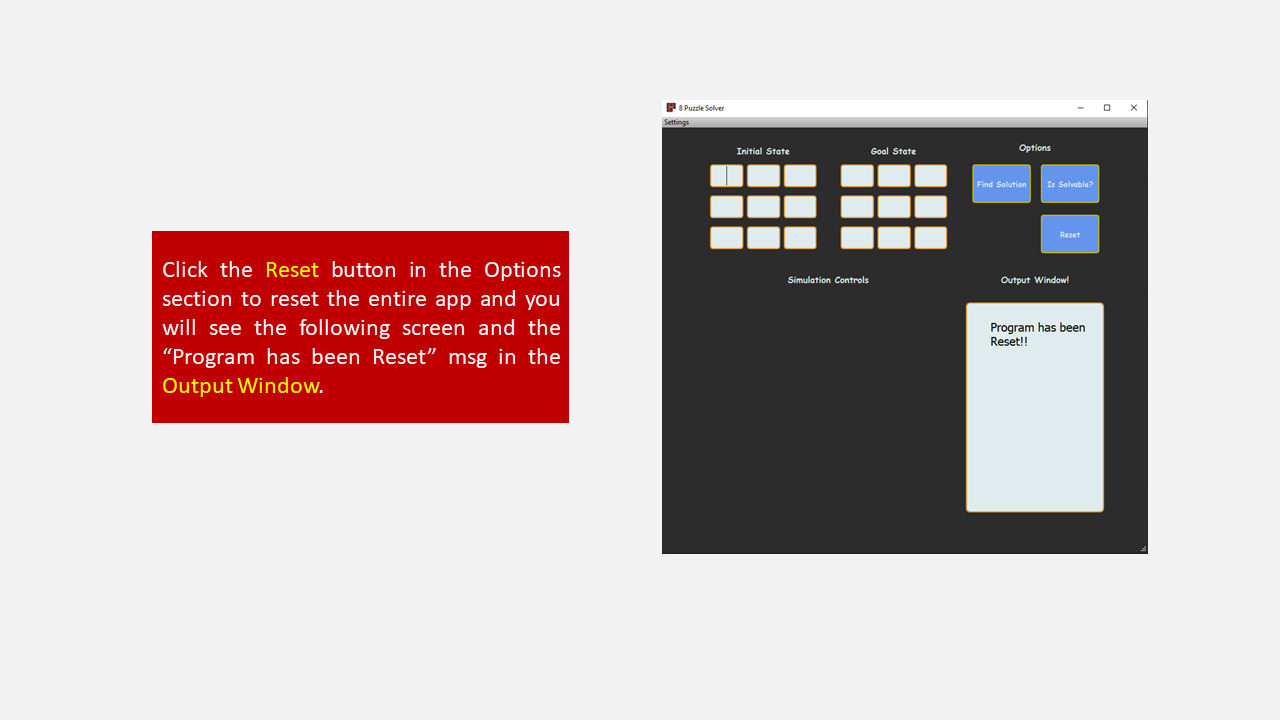 Click the Reset button in the Options
section to reset the entire app and you
will see the following screen and the
“Program has been Reset” msg in the
Output Window.
8 Puzzle Solver
Settings
Initial State
Goal State
Options
Find Solution
Is Solvable?
Reset
Simulation Controls
Output Window!
Program has been
Reset!!